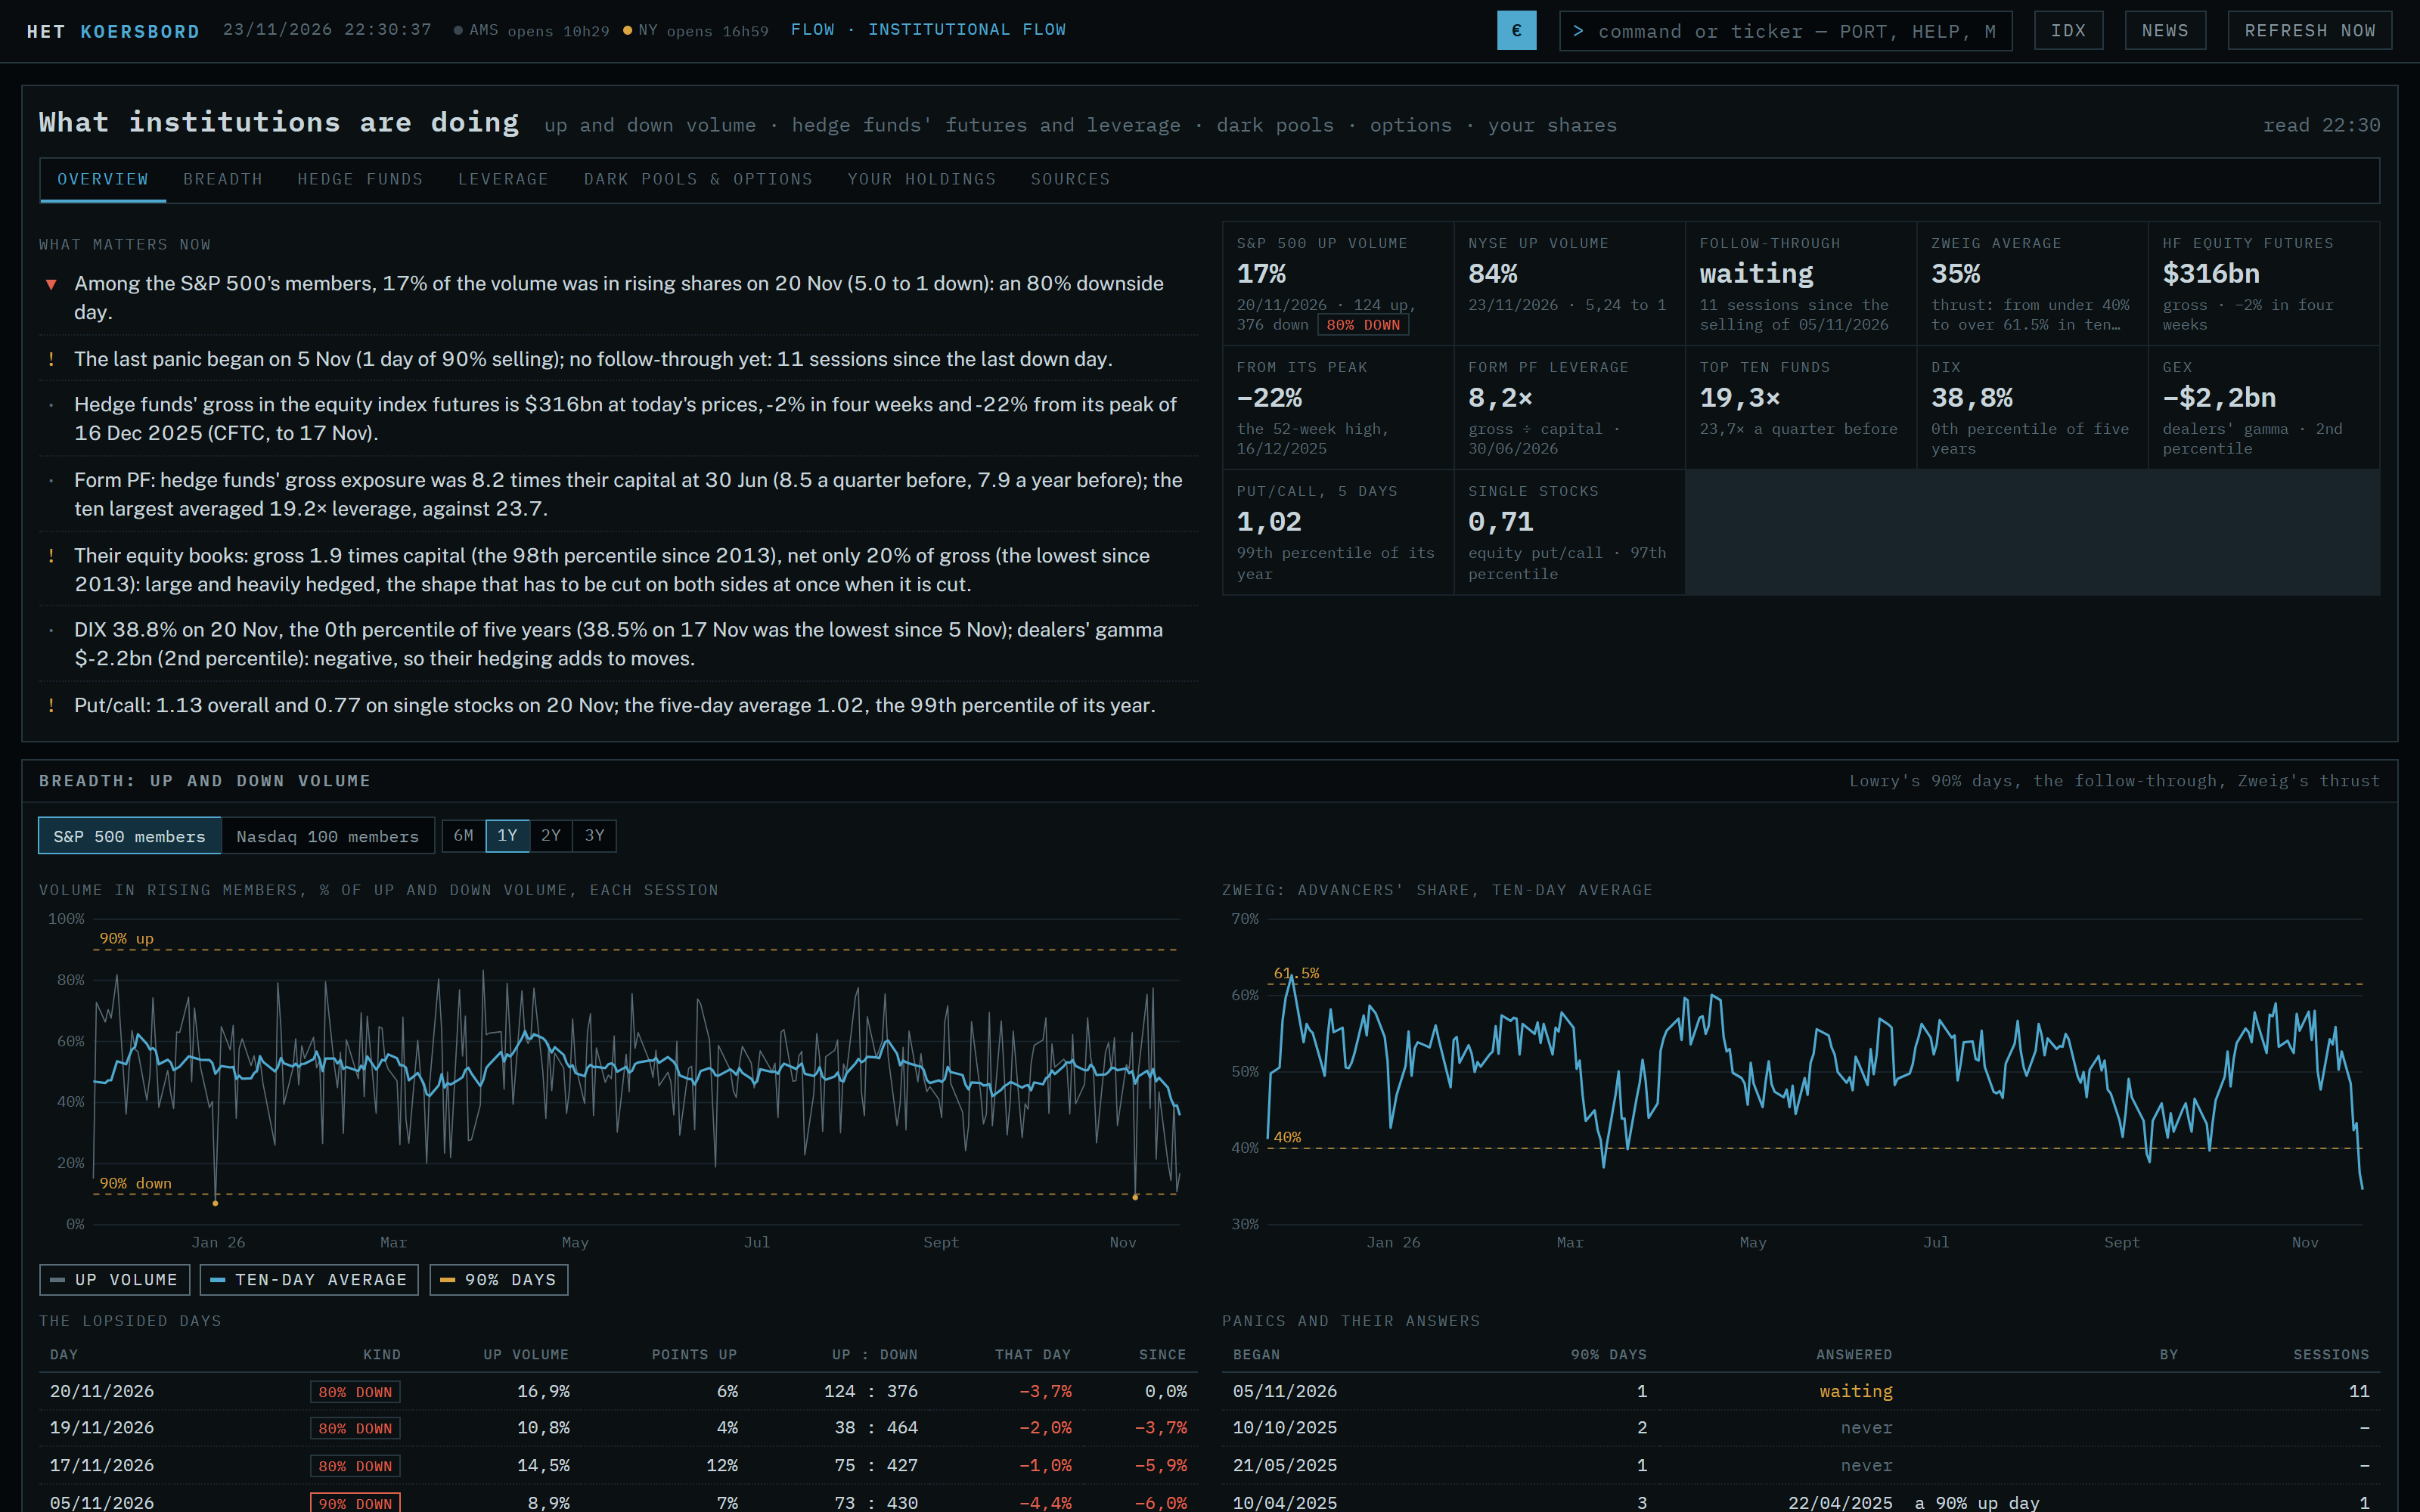 HET KOERSBORD 23/11/2026 22:30:37 AMS opens 10h29 NY opens 16h59 FLOW · INSTITUTIONAL FLOW € > command or ticker — PORT, HELP, M IDX NEWS REFRESH NOW
What institutions are doing up and down volume · hedge funds' futures and leverage · dark pools · options · your shares read 22:30
OVERVIEW BREADTH HEDGE FUNDS LEVERAGE DARK POOLS & OPTIONS YOUR HOLDINGS SOURCES
WHAT MATTERS NOW
▼ Among the S&P 500's members, 17% of the volume was in rising shares on 20 Nov (5.0 to 1 down): an 80% downside
day.
! The last panic began on 5 Nov (1 day of 90% selling); no follow-through yet: 11 sessions since the last down day.
· Hedge funds' gross in the equity index futures is $316bn at today's prices, -2% in four weeks and -22% from its peak of
16 Dec 2025 (CFTC, to 17 Nov).
· Form PF: hedge funds' gross exposure was 8.2 times their capital at 30 Jun (8.5 a quarter before, 7.9 a year before); the
ten largest averaged 19.2× leverage, against 23.7.
! Their equity books: gross 1.9 times capital (the 98th percentile since 2013), net only 20% of gross (the lowest since
2013): large and heavily hedged, the shape that has to be cut on both sides at once when it is cut.
· DIX 38.8% on 20 Nov, the 0th percentile of five years (38.5% on 17 Nov was the lowest since 5 Nov); dealers' gamma
$-2.2bn (2nd percentile): negative, so their hedging adds to moves.
! Put/call: 1.13 overall and 0.77 on single stocks on 20 Nov; the five-day average 1.02, the 99th percentile of its year.
S&P 500 UP VOLUME
17%
20/11/2026 · 124 up,
376 down 80% DOWN
NYSE UP VOLUME
84%
23/11/2026 · 5,24 to 1
FOLLOW-THROUGH
waiting
11 sessions since the
selling of 05/11/2026
ZWEIG AVERAGE
35%
thrust: from under 40%
to over 61.5% in ten…
HF EQUITY FUTURES
$316bn
gross · −2% in four
weeks
FROM ITS PEAK
−22%
the 52-week high,
16/12/2025
FORM PF LEVERAGE
8,2×
gross ÷ capital ·
30/06/2026
TOP TEN FUNDS
19,3×
23,7× a quarter before
DIX
38,8%
0th percentile of five
years
GEX
−$2,2bn
dealers' gamma · 2nd
percentile
PUT/CALL, 5 DAYS
1,02
99th percentile of its
year
SINGLE STOCKS
0,71
equity put/call · 97th
percentile
BREADTH: UP AND DOWN VOLUME Lowry's 90% days, the follow-through, Zweig's thrust
S&P 500 members Nasdaq 100 members 6M 1Y 2Y 3Y
VOLUME IN RISING MEMBERS, % OF UP AND DOWN VOLUME, EACH SESSION
100%
90% up
80%
60%
40%
20%
90% down
0%
Jan 26 Mar May Jul Sept Nov
UP VOLUME TEN-DAY AVERAGE 90% DAYS
ZWEIG: ADVANCERS' SHARE, TEN-DAY AVERAGE
70%
61.5%
60%
50%
40%
40%
30%
Jan 26 Mar May Jul Sept Nov
THE LOPSIDED DAYS
DAY KIND UP VOLUME POINTS UP UP : DOWN THAT DAY SINCE
20/11/2026 80% DOWN 16,9% 6% 124 : 376 −3,7% 0,0%
19/11/2026 80% DOWN 10,8% 4% 38 : 464 −2,0% −3,7%
17/11/2026 80% DOWN 14,5% 12% 75 : 427 −1,0% −5,9%
05/11/2026 90% DOWN 8,9% 7% 73 : 430 −4,4% −6,0%
PANICS AND THEIR ANSWERS
BEGAN 90% DAYS ANSWERED BY SESSIONS
05/11/2026 1 waiting 11
10/10/2025 2 never –
21/05/2025 1 never –
10/04/2025 3 22/04/2025 a 90% up day 1